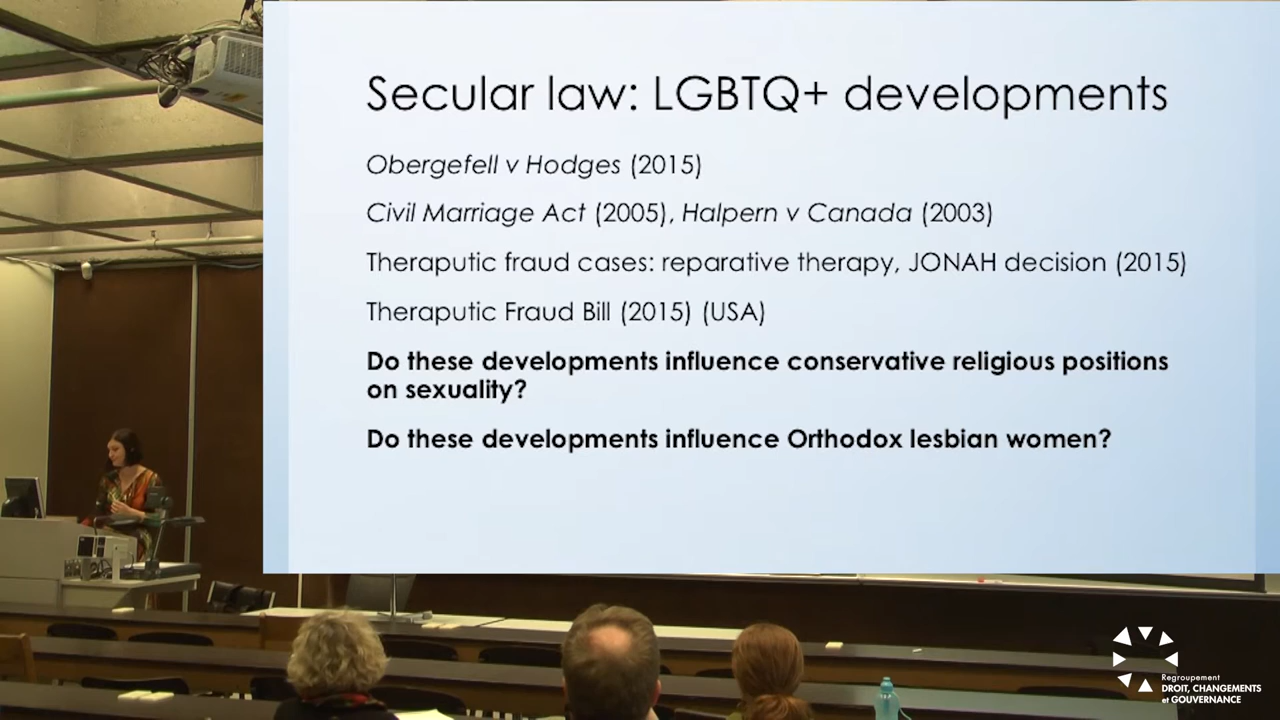 Secular law: LGBTQ+ developments
Obergefell v Hodges (2015)
Civil Marriage Act (2005), Halpern v Canada (2003)
Theraputic fraud cases: reparative therapy, JONAH decision (2015)
Theraputic Fraud Bill (2015) (USA)
Do these developments influence conservative religious positions
on sexuality?
Do these developments influence Orthodox lesbian women?
Regroupement
DROIT, CHANGEMENTS
et GOUVERNANCE